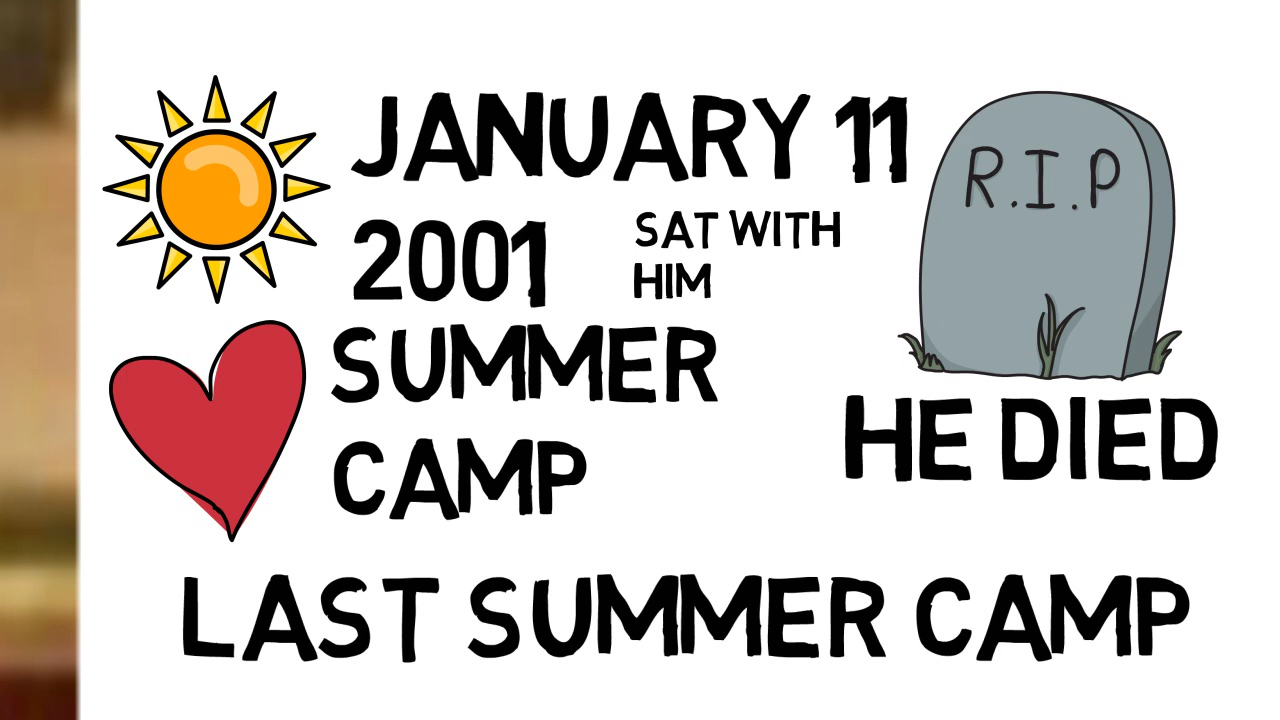 JANUARY 11
2001
SAT WITH
HIM
SUMMER
CAMP
R.I.P
HE DIED
LAST SUMMER CAMP